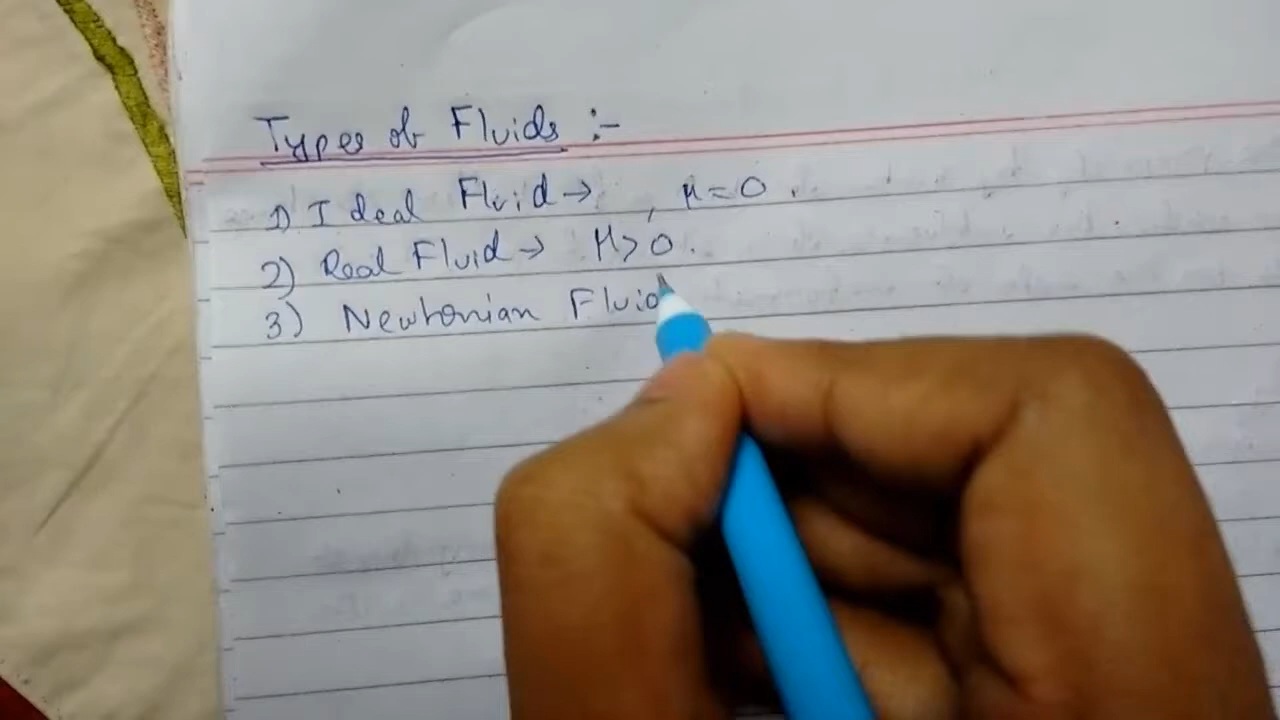 Types of Fluids :-
1) Ideal Fluid → , μ = 0 .
2) Real Fluid → μ > 0 .
3) Newtonian Fluid